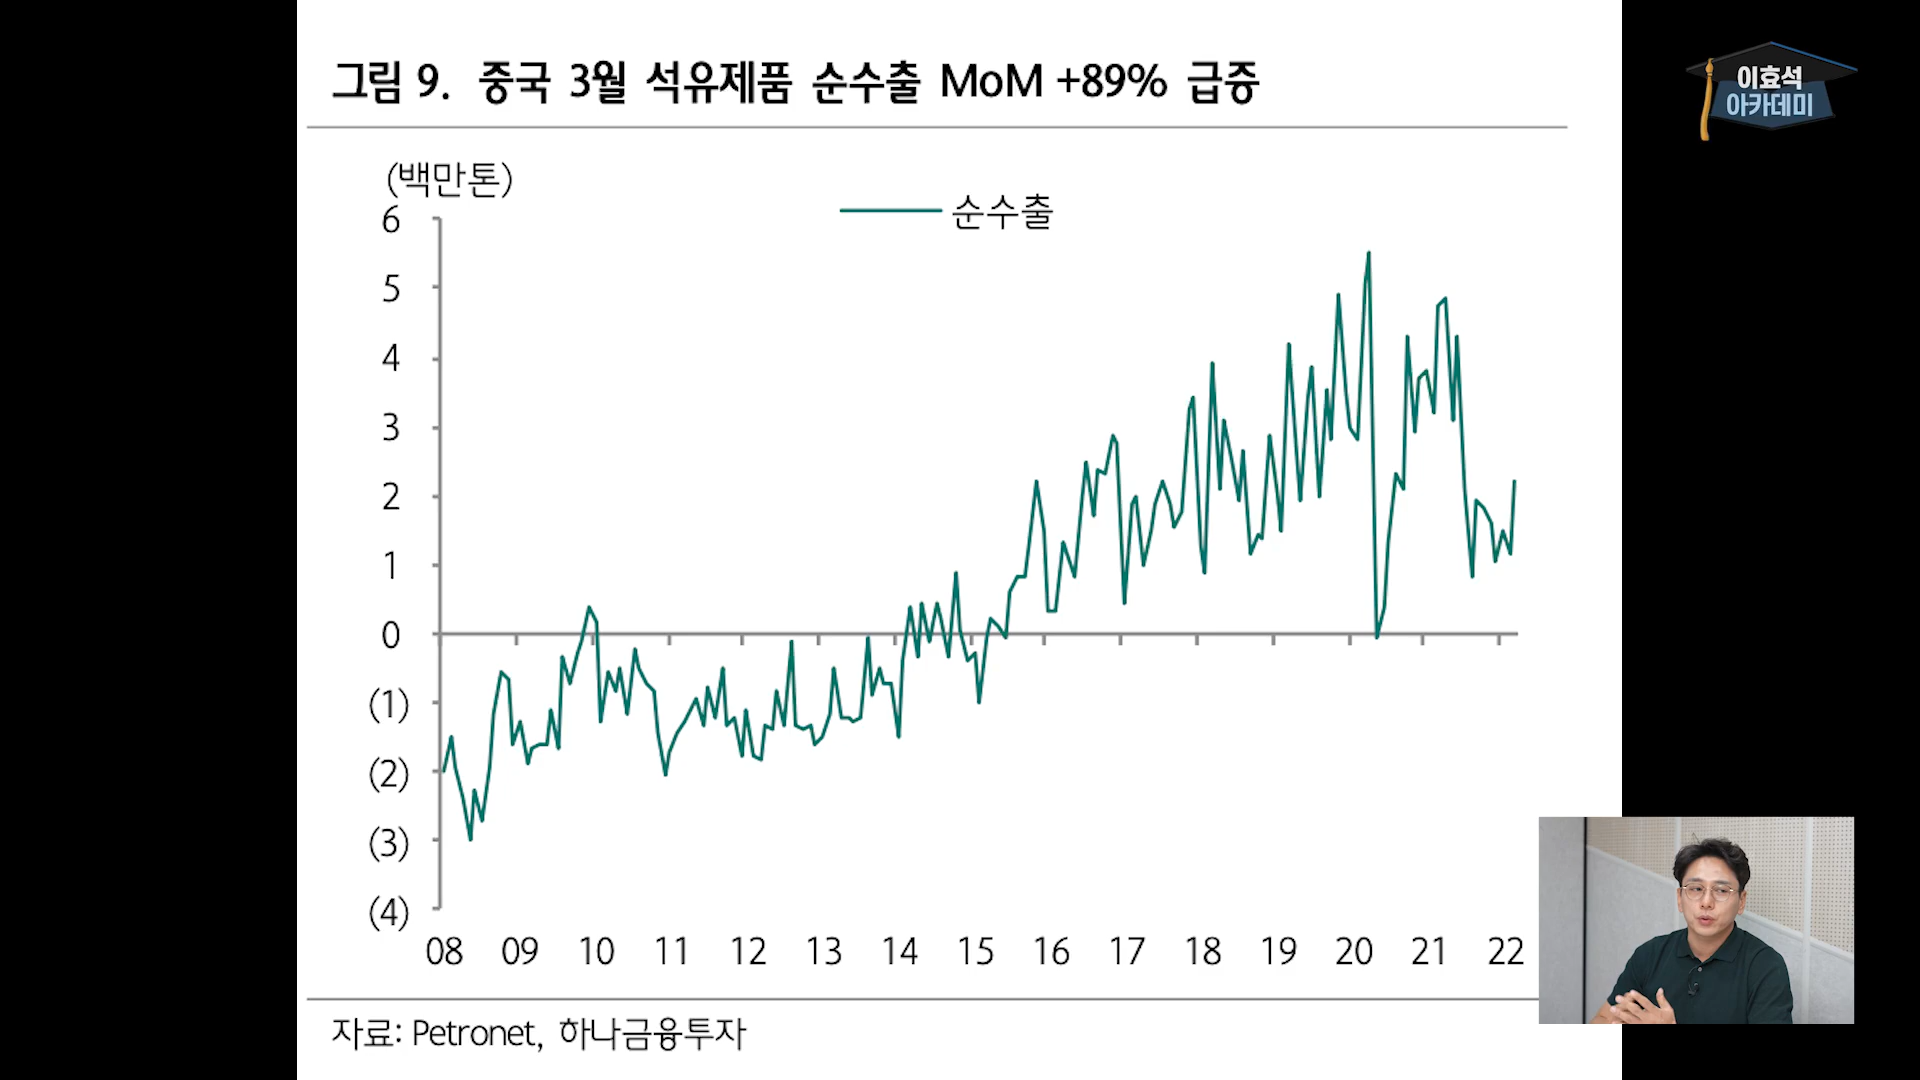 그림 9. 중국 3월 석유제품 순수출 MoM +89% 급증
이효석
아카데미
(백만톤)
순수출
6
5
4
3
2
1
0
(1)
(2)
(3)
(4)
08 09 10 11 12 13 14 15 16 17 18 19 20 21 22
자료: Petronet, 하나금융투자